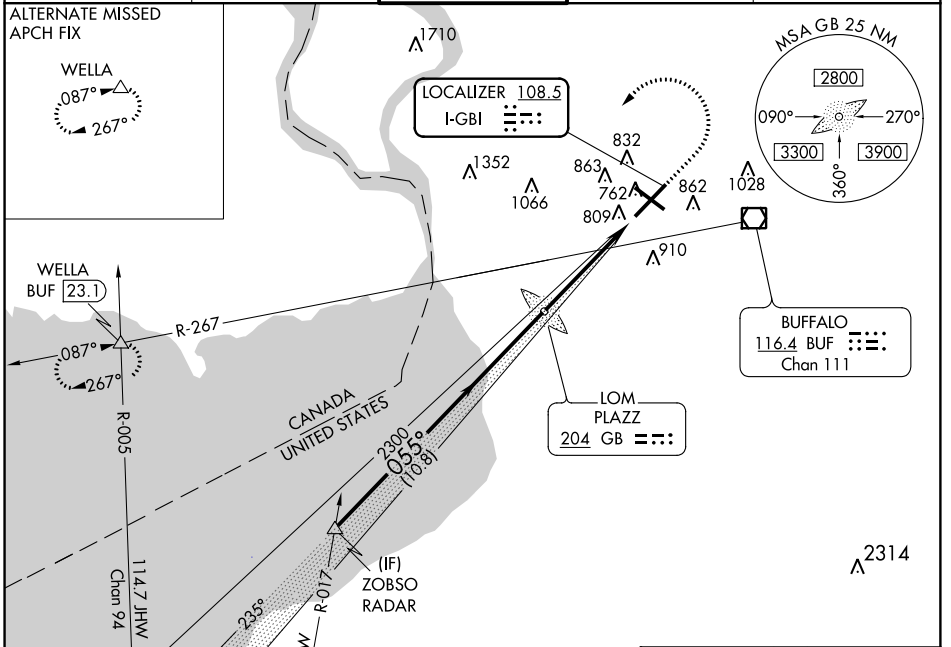 ALTERNATE MISSED
APCH FIX
WELLA
087°
267°
1710
LOCALIZER 108.5
I-GBI
MSA GB 25 NM
2800
090°
270°
3300
3900
360°
832
1352
863
1066
762
862
1028
809
910
WELLA
BUF 23.1
R-267
087°
267°
BUFFALO
116.4 BUF
Chan 111
R-005
CANADA
UNITED STATES
LOM
PLAZZ
204 GB
2300
055°
(10.8)
114.7 JHW
Chan 94
(IF)
ZOBSO
RADAR
235°
R-017
W
2314